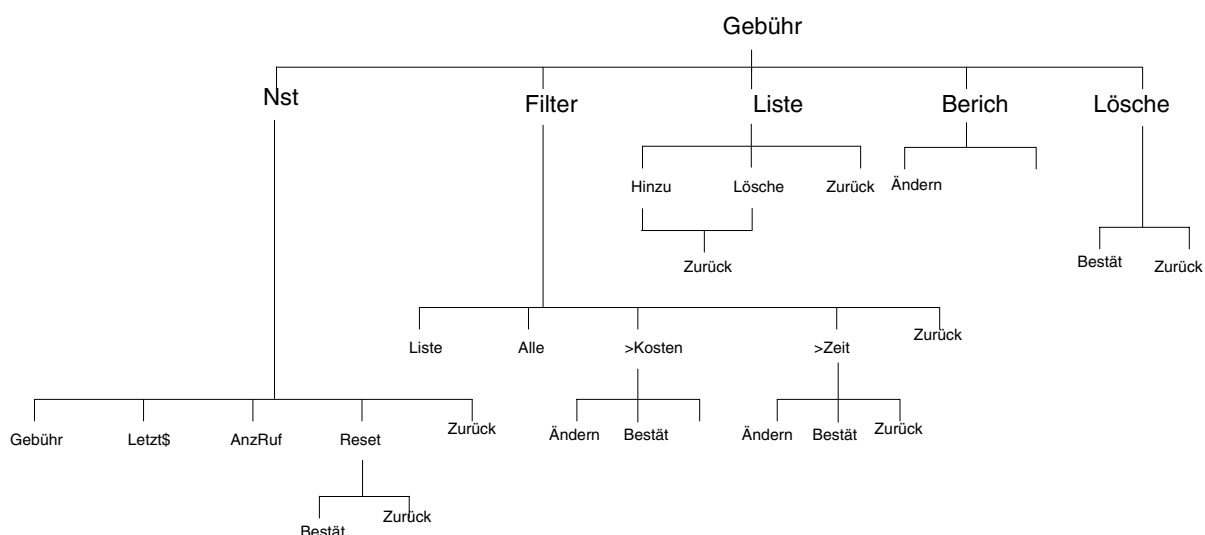 Gebühr
Nst Filter Liste Berich Lösche
Hinzu Lösche Zurück Ändern
Zurück Bestät Zurück
Liste Alle >Kosten >Zeit Zurück
Gebühr Letzt$ AnzRuf Reset Zurück Ändern Bestät Ändern Bestät Zurück
Bestät Zurück